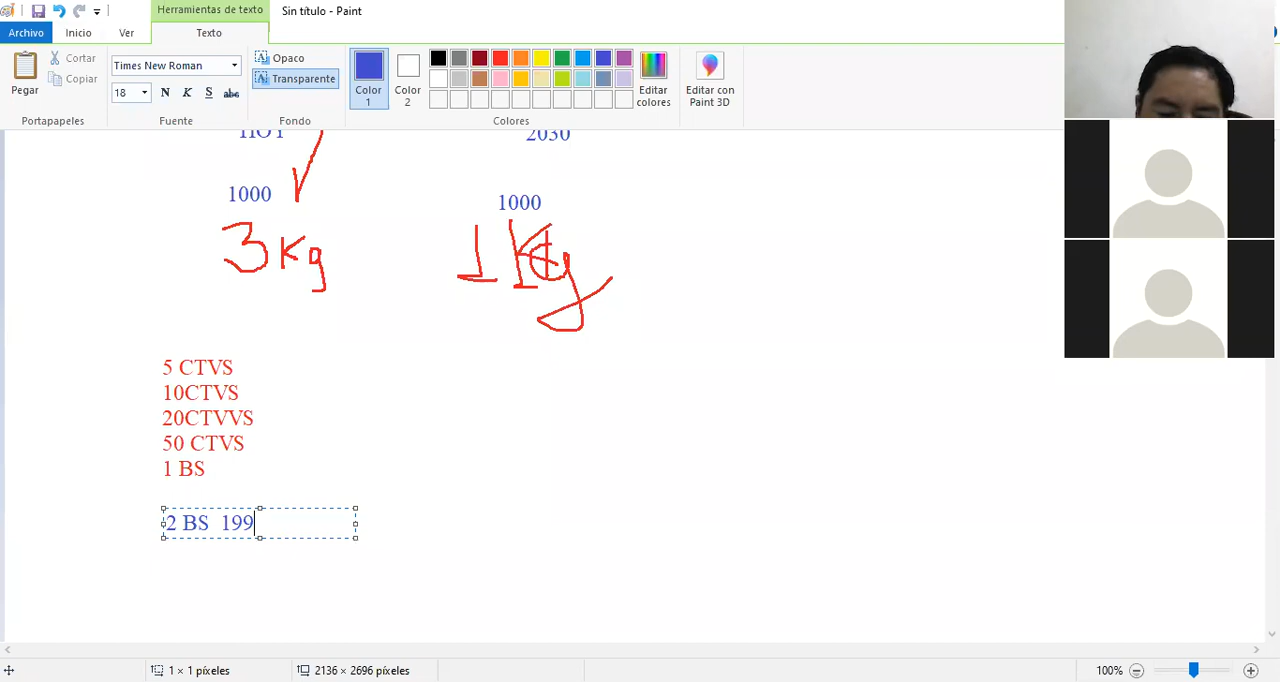 Herramientas de texto
Sin título - Paint
Archivo
Inicio
Ver
Texto
Pegar
Cortar
Copiar
Portapapeles
Times New Roman
18
N K S abc
Fuente
Opaco
Transparente
Fondo
Color 1
Color 2
Editar colores
Colores
Editar con Paint 3D
2030
1000
1000
3 Kg
1 Kg
5 CTVS
10CTVS
20CTVVS
50 CTVS
1 BS
2 BS 199
1 × 1 píxeles
2136 × 2696 píxeles
100%